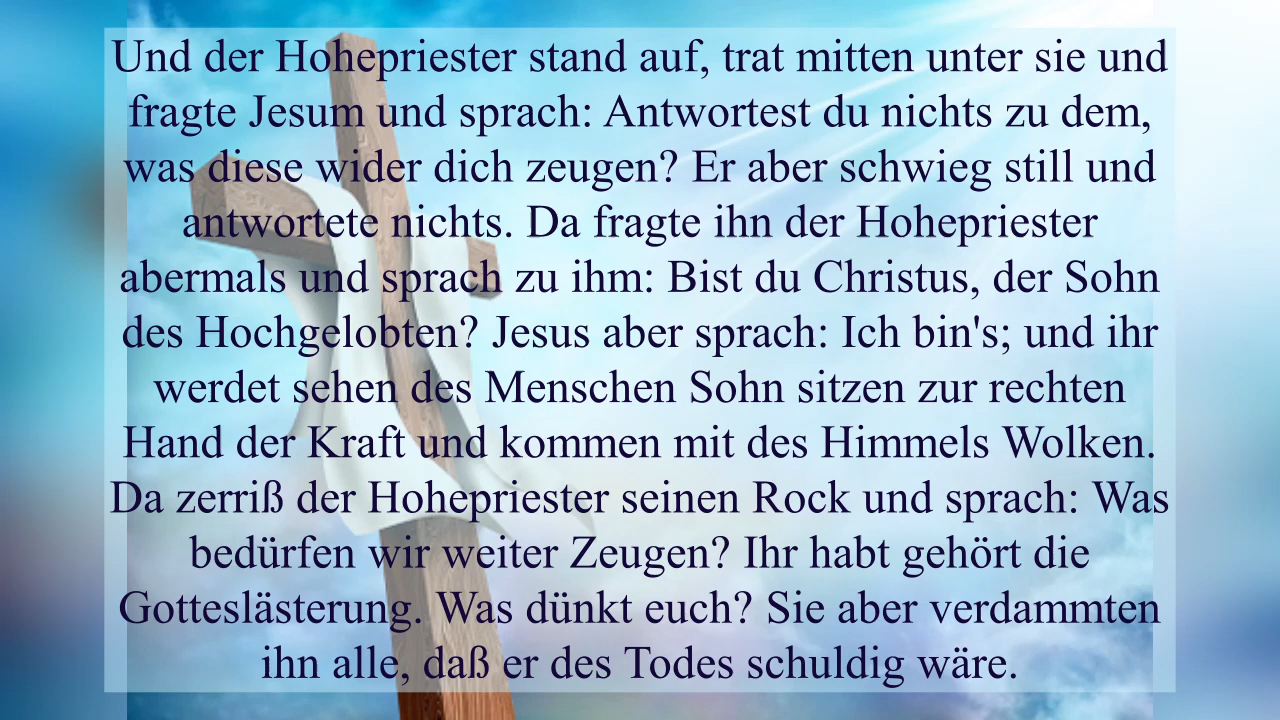 Und der Hohepriester stand auf, trat mitten unter sie und
fragte Jesum und sprach: Antwortest du nichts zu dem,
was diese wider dich zeugen? Er aber schwieg still und
antwortete nichts. Da fragte ihn der Hohepriester
abermals und sprach zu ihm: Bist du Christus, der Sohn
des Hochgelobten? Jesus aber sprach: Ich bin's; und ihr
werdet sehen des Menschen Sohn sitzen zur rechten
Hand der Kraft und kommen mit des Himmels Wolken.
Da zerriß der Hohepriester seinen Rock und sprach: Was
bedürfen wir weiter Zeugen? Ihr habt gehört die
Gotteslästerung. Was dünkt euch? Sie aber verdammten
ihn alle, daß er des Todes schuldig wäre.